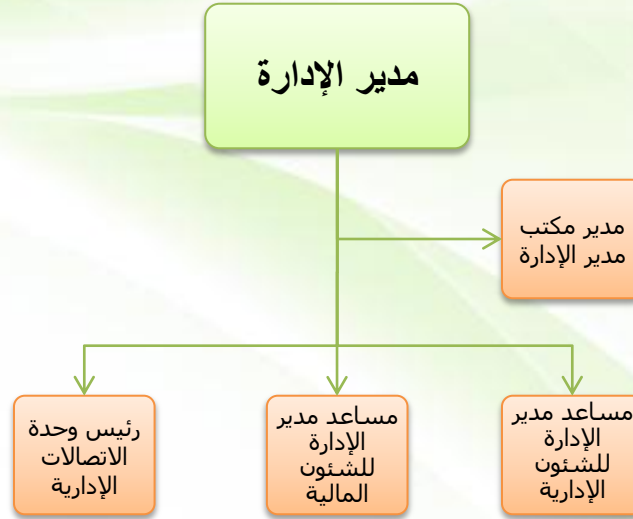 مدير الإدارة
مدير مكتب
مدير الإدارة
مساعد مدير
الإدارة
للشئون
الإدارية
مساعد مدير
الإدارة
للشئون
المالية
رئيس وحدة
الاتصالات
الإدارية